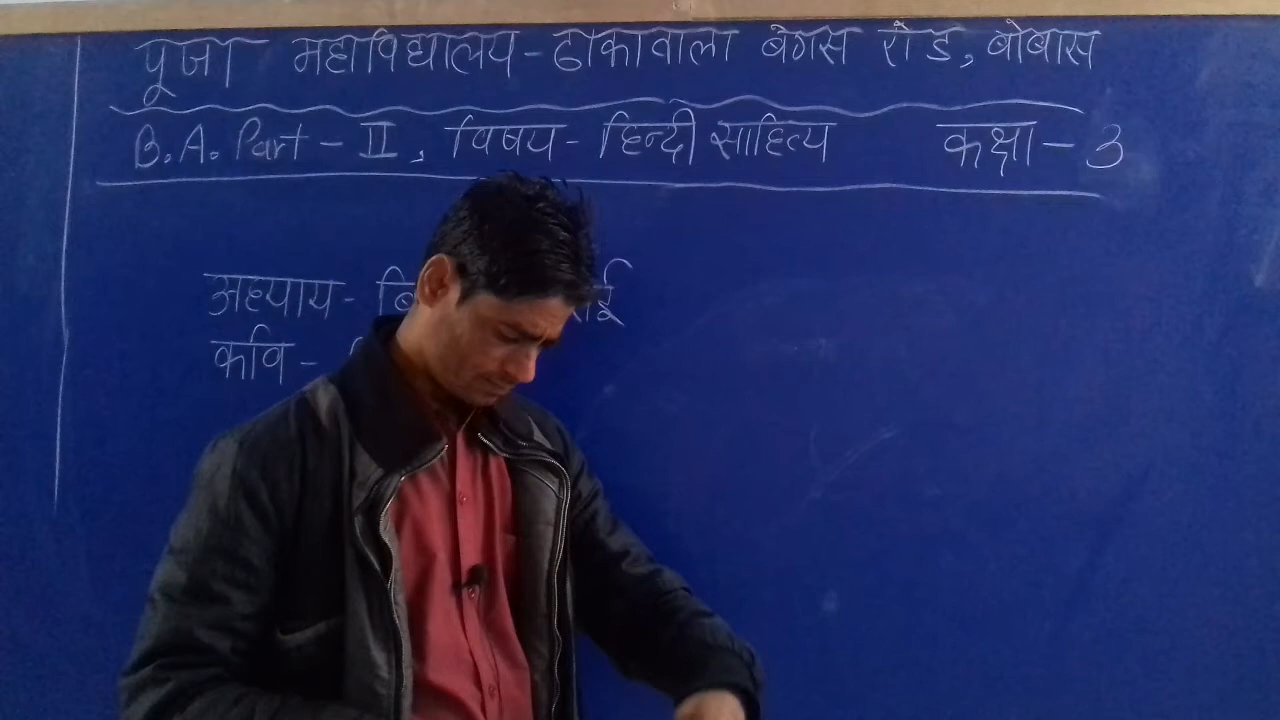 पूजा महाविद्यालय - ढाकावाला बेगस रोड, बोबास
B.A. Part - II, विषय - हिन्दी साहित्य कक्षा - 3
अध्याय -
कवि -